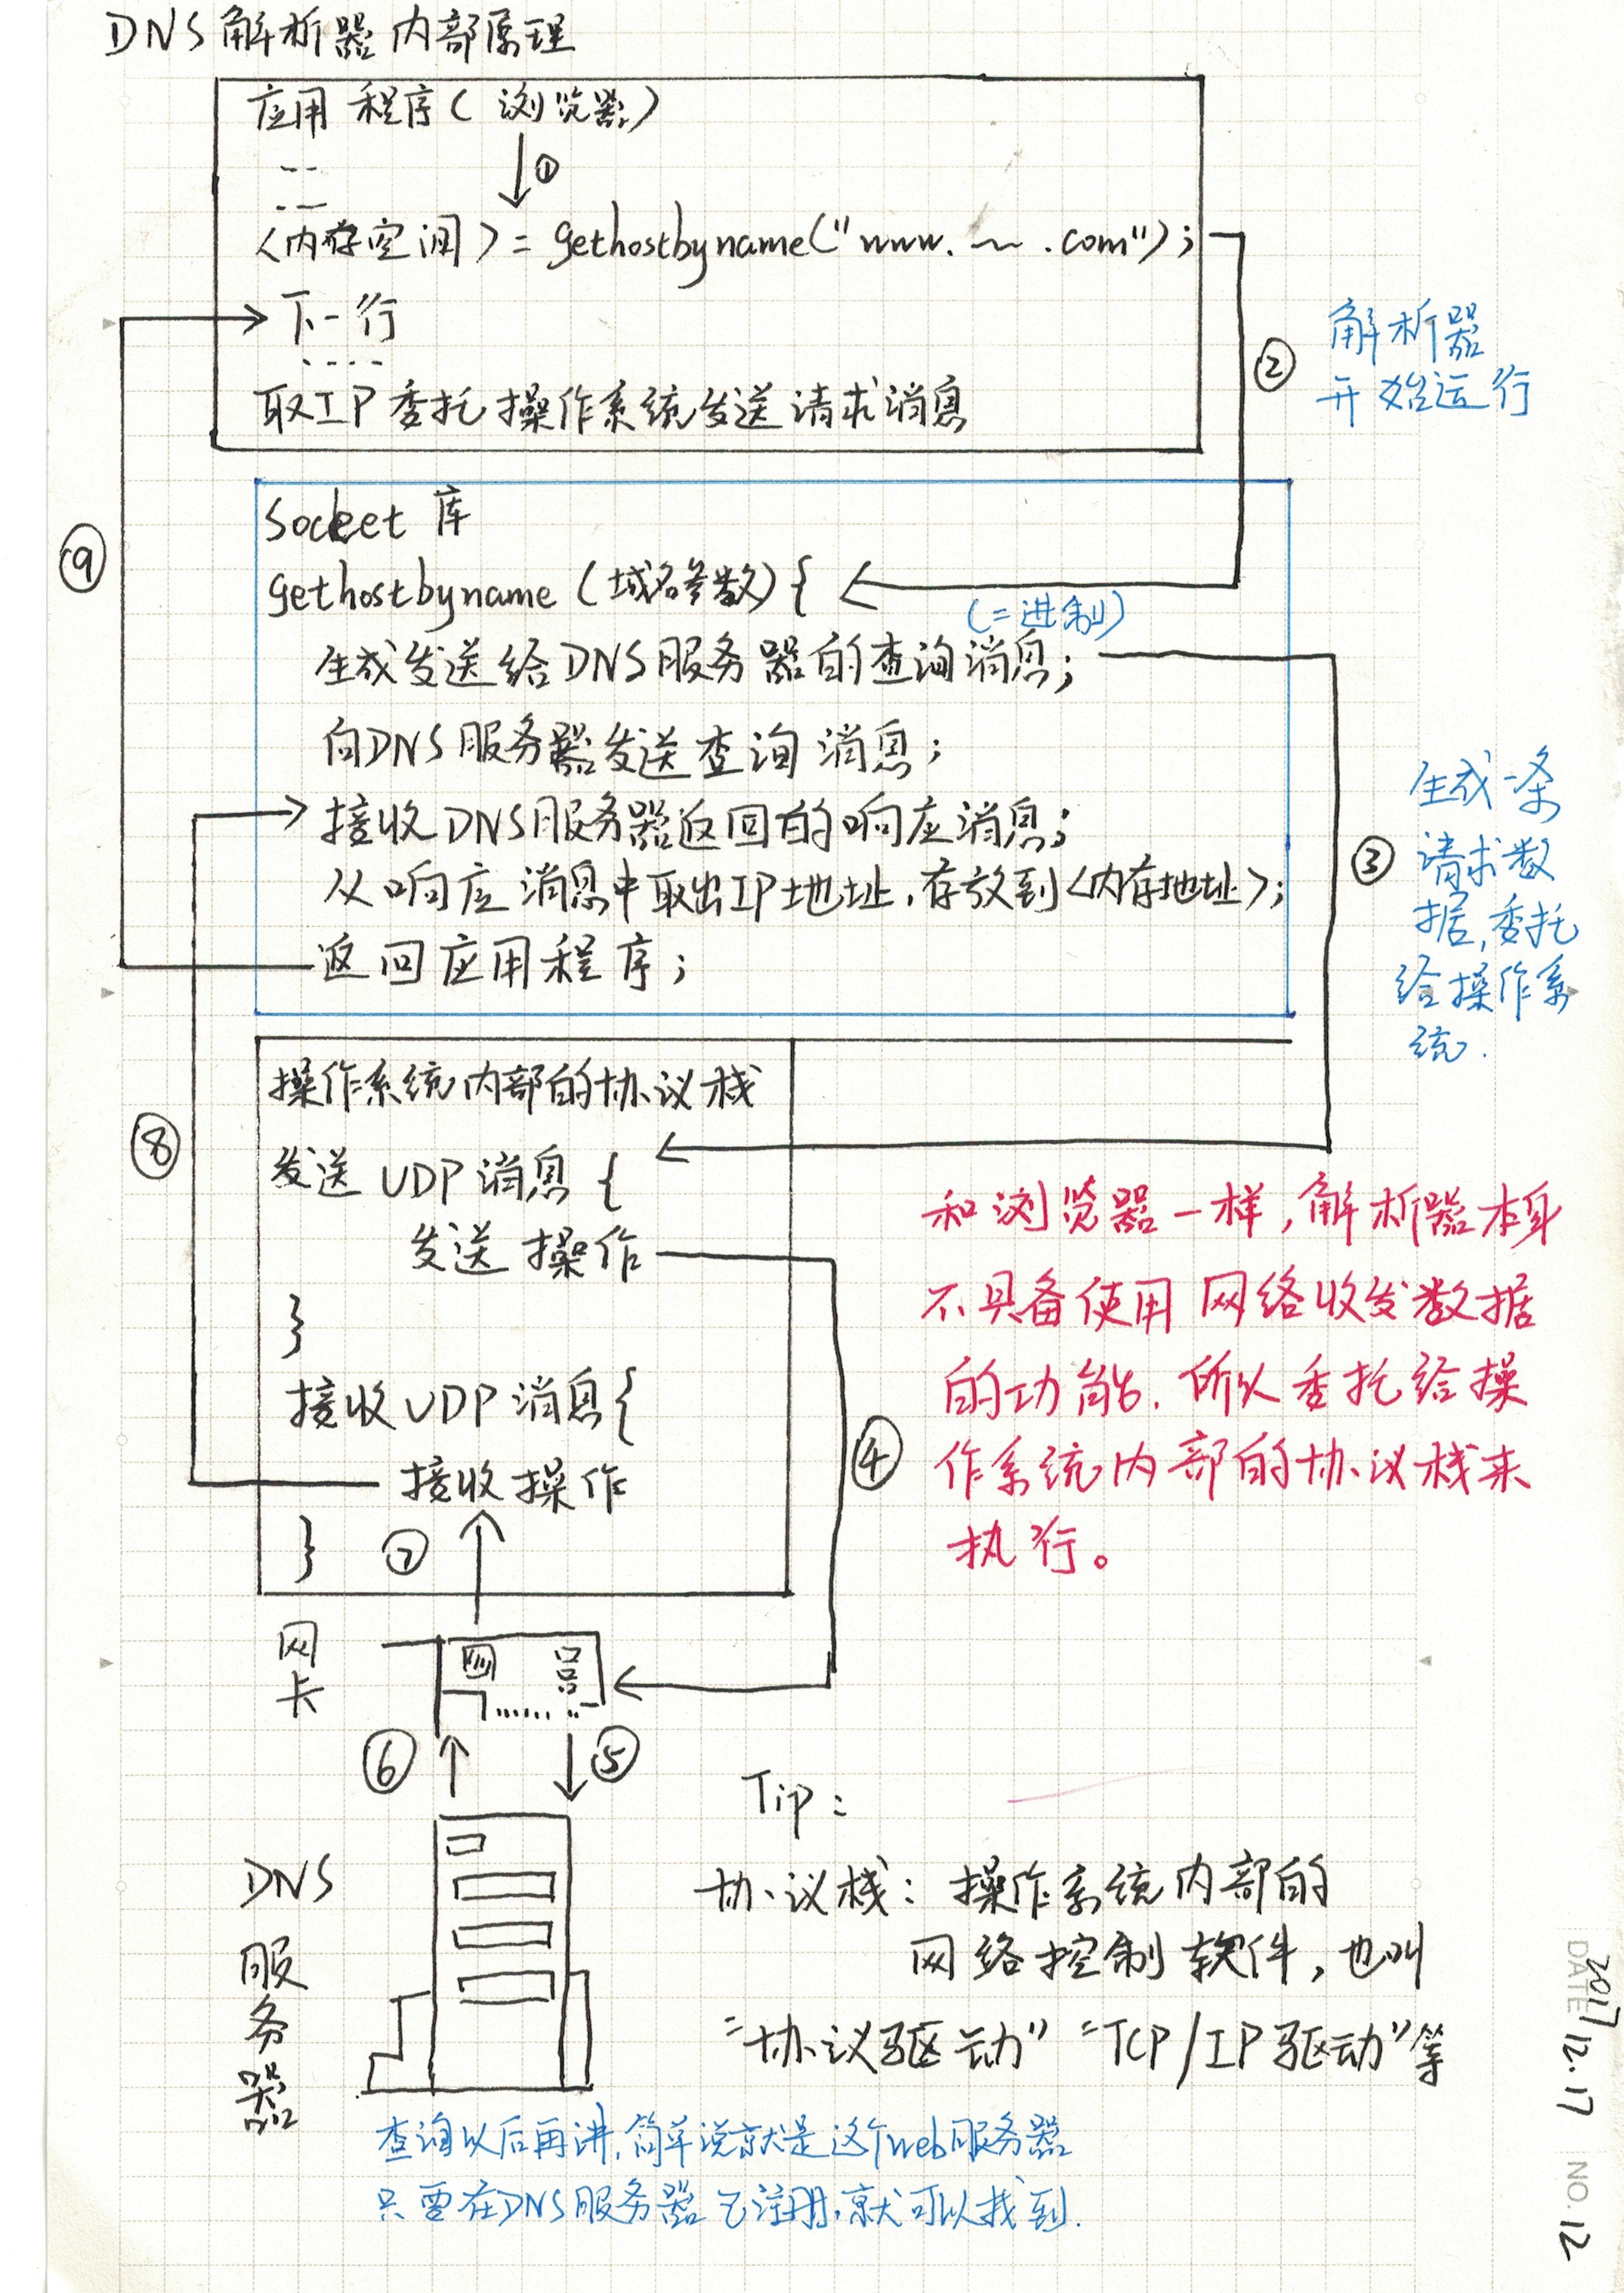 DNS解析器内部原理
应用程序(浏览器)
①
<内存空间> = gethostbyname("www. ~ .com");
下一行
....
取IP委托操作系统发送请求消息
②
解析器
开始运行
Socket 库
gethostbyname (域名参数) {
(二进制)
生成发送给DNS服务器的查询消息;
向DNS服务器发送查询消息;
接收DNS服务器返回的响应消息;
从响应消息中取出IP地址,存放到<内存地址>;
返回应用程序;
⑨
③
生成一条
请求数
据,委托
给操作系
统.
操作系统内部的协议栈
发送 UDP 消息 {
发送操作
}
接收 UDP 消息{
接收操作
}
⑧
⑦
④
和浏览器一样,解析器本身
不具备使用网络收发数据
的功能.所以委托给操
作系统内部的协议栈来
执行。
网
卡
⑥
⑤
DNS
服
务
器
Tip:
协议栈: 操作系统内部的
网络控制软件,也叫
"协议驱动" "TCP/IP驱动"等
查询以后再讲,简单说就是这个web服务器
只要在DNS服务器已注册,就可以找到.
DATE 2017 12.17 NO. 12